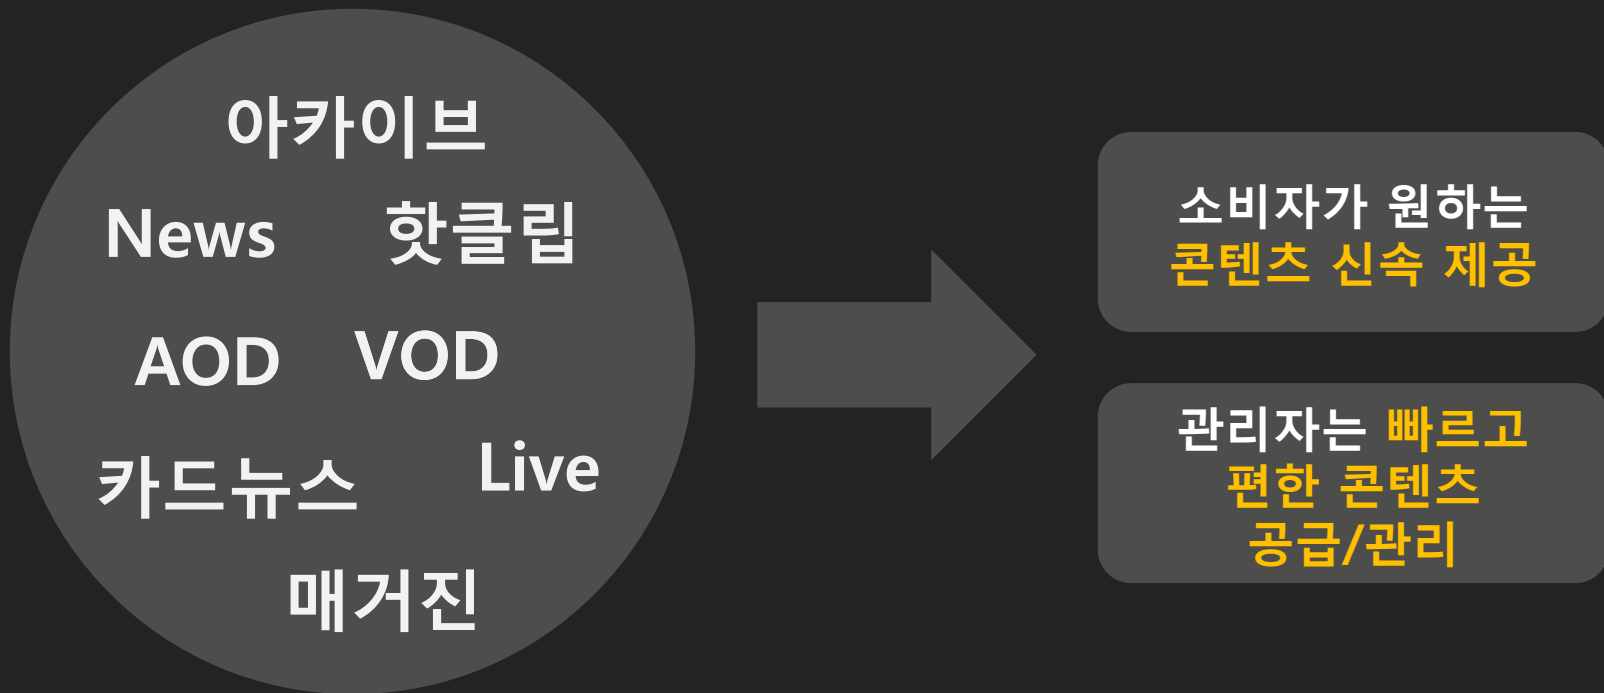 아카이브
News 핫클립
AOD VOD
카드뉴스 Live
매거진
소비자가 원하는
콘텐츠 신속 제공
관리자는 빠르고
편한 콘텐츠
공급/관리